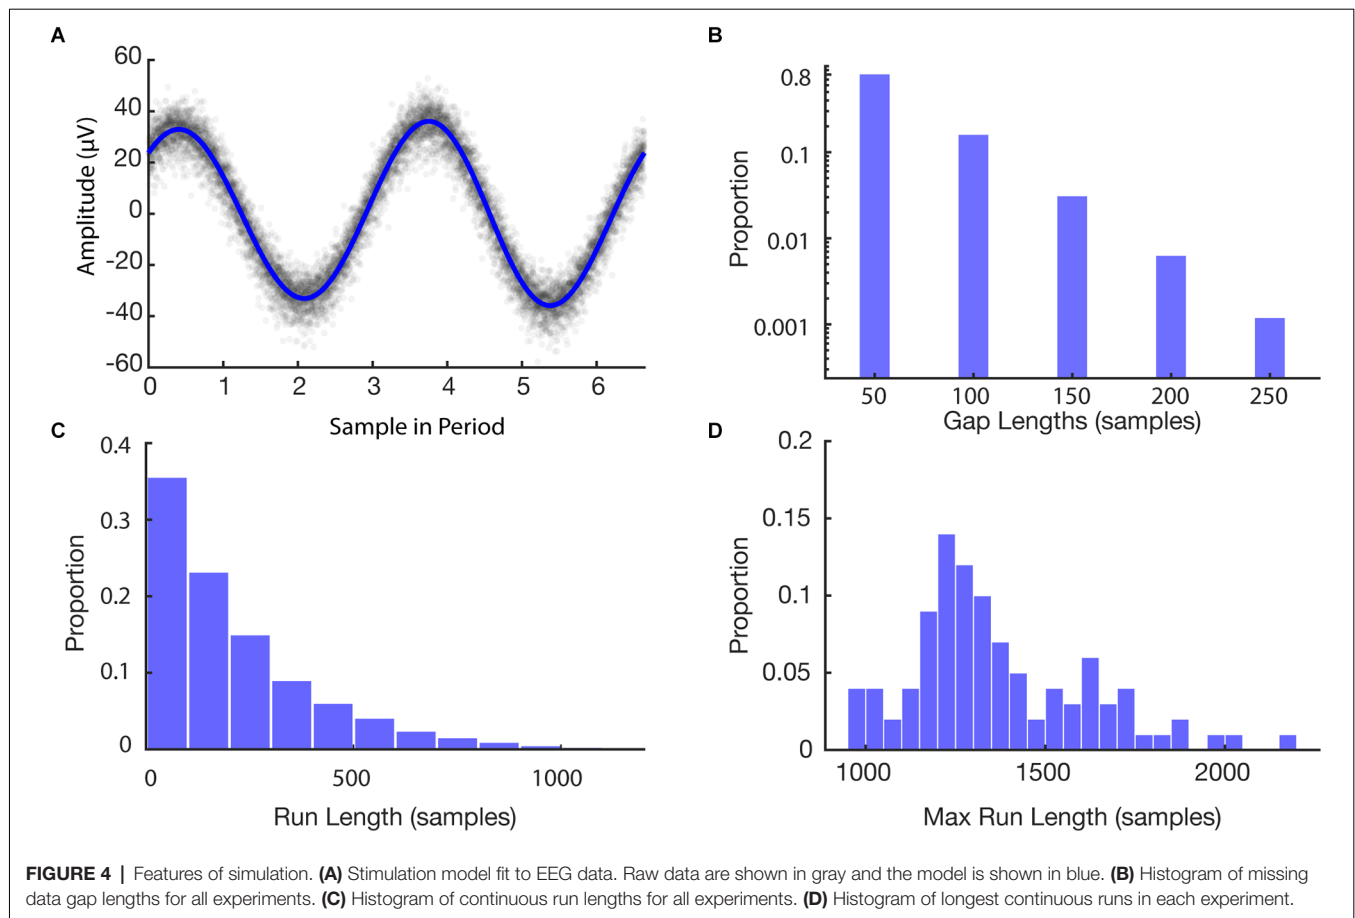 A
60
40
20
0
-20
-40
-60
Amplitude (µV)
0 1 2 3 4 5 6
Sample in Period
B
0.8
0.1
0.01
0.001
Proportion
50 100 150 200 250
Gap Lengths (samples)
C
0.4
0.3
0.2
0.1
0
Proportion
0 500 1000
Run Length (samples)
D
0.2
0.15
0.1
0.05
0
Proportion
1000 1500 2000
Max Run Length (samples)
FIGURE 4 | Features of simulation. (A) Stimulation model fit to EEG data. Raw data are shown in gray and the model is shown in blue. (B) Histogram of missing
data gap lengths for all experiments. (C) Histogram of continuous run lengths for all experiments. (D) Histogram of longest continuous runs in each experiment.